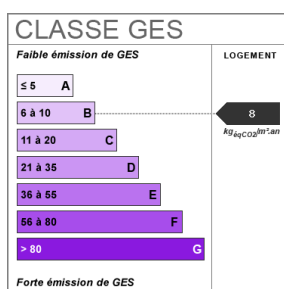 CLASSE GES
Faible émission de GES
LOGEMENT
≤ 5 A
6 à 10 B
8
kgéqCO2/m².an
11 à 20 C
21 à 35 D
36 à 55 E
56 à 80 F
> 80 G
Forte émission de GES